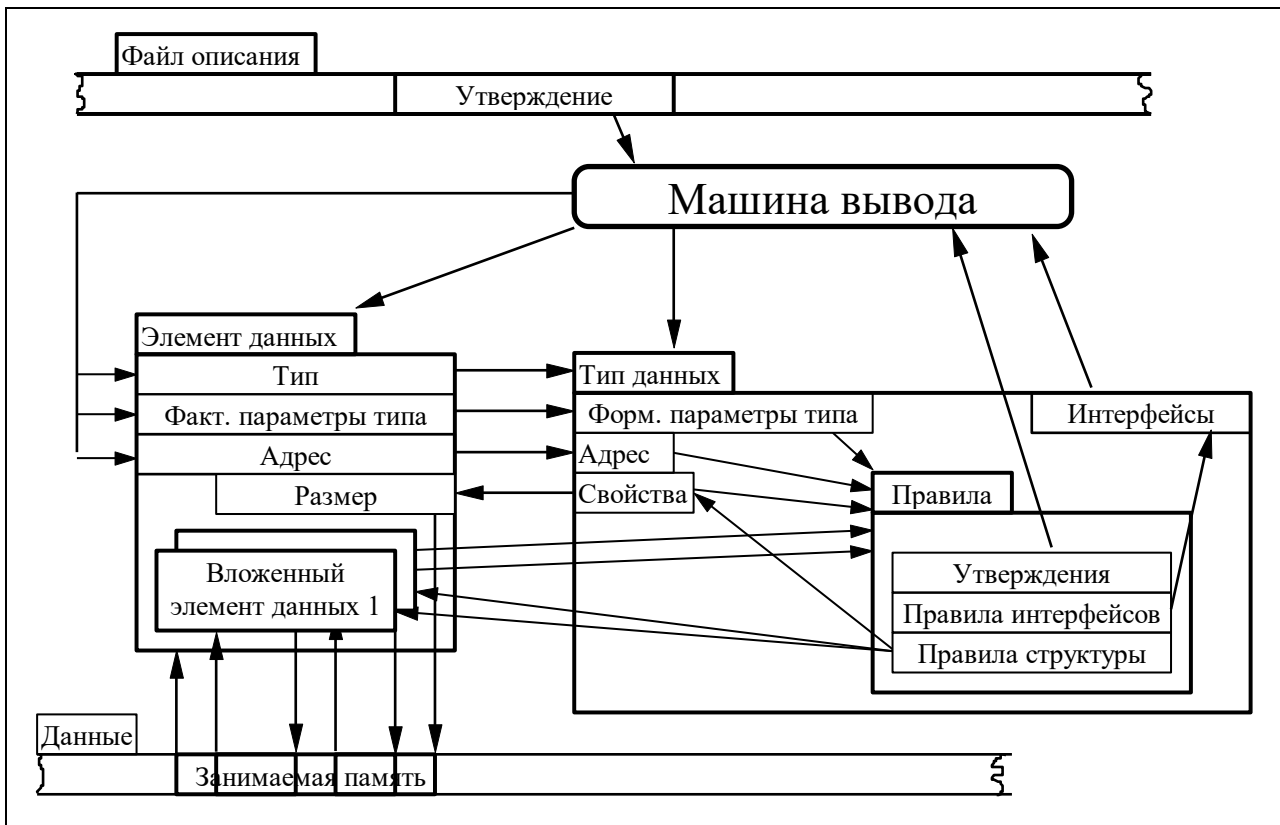 Файл описания
Утверждение
Машина вывода
Элемент данных
Тип
Факт. параметры типа
Адрес
Размер
Вложенный
элемент данных 1
Тип данных
Форм. параметры типа
Интерфейсы
Адрес
Свойства
Правила
Утверждения
Правила интерфейсов
Правила структуры
Данные
Занимаемая память